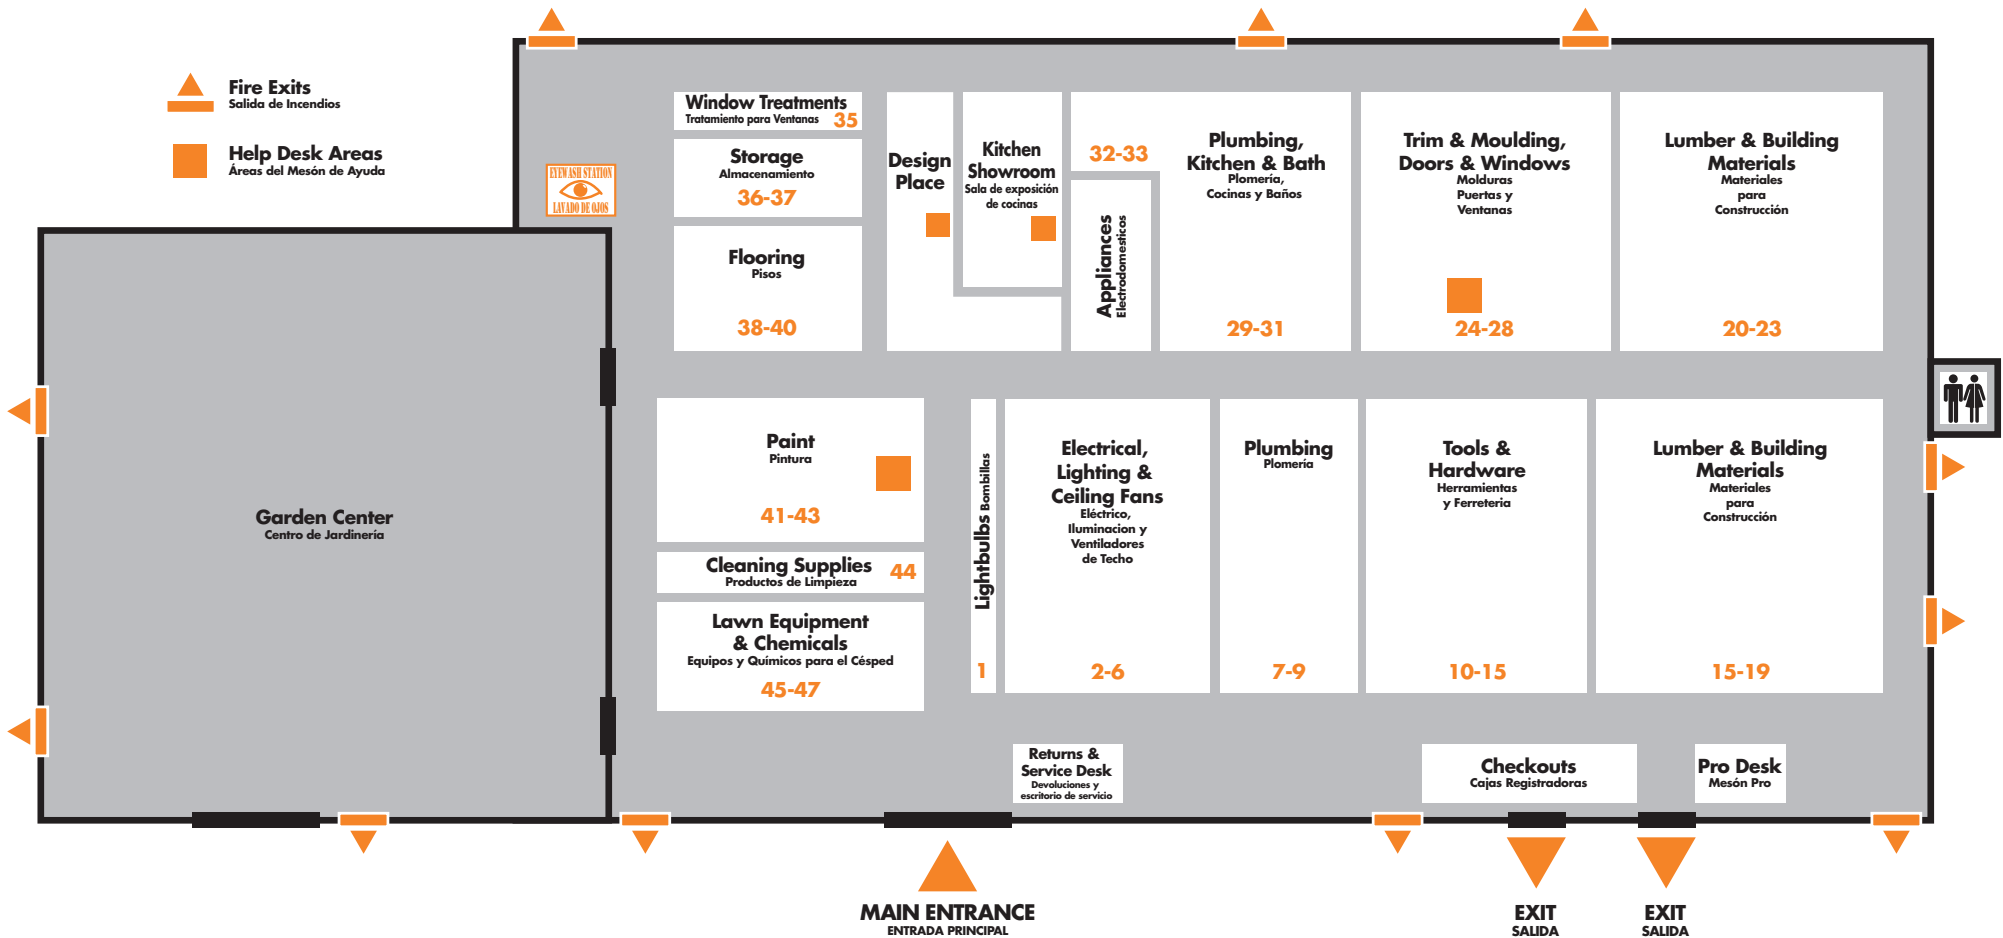 Fire Exits
Salida de Incendios
Help Desk Areas
Áreas del Mesón de Ayuda
EYEWASH STATION
LAVADO DE OJOS
Window Treatments
Tratamiento para Ventanas 35
Storage
Almacenamiento
36-37
Flooring
Pisos
38-40
Design
Place
Kitchen
Showroom
Sala de exposición
de cocinas
32-33
Appliances
Electrodomesticos
Plumbing,
Kitchen & Bath
Plomería,
Cocinas y Baños
29-31
Trim & Moulding,
Doors & Windows
Molduras
Puertas y
Ventanas
24-28
Lumber & Building
Materials
Materiales
para
Construcción
20-23
Garden Center
Centro de Jardinería
Paint
Pintura
41-43
Cleaning Supplies 44
Productos de Limpieza
Lawn Equipment
& Chemicals
Equipos y Químicos para el Césped
45-47
Lightbulbs Bombillas
1
Electrical,
Lighting &
Ceiling Fans
Eléctrico,
Iluminacion y
Ventiladores
de Techo
2-6
Plumbing
Plomería
7-9
Tools &
Hardware
Herramientas
y Ferreteria
10-15
Lumber & Building
Materials
Materiales
para
Construcción
15-19
Returns &
Service Desk
Devoluciones y
escritorio de servicio
Checkouts
Cajas Registradoras
Pro Desk
Mesón Pro
MAIN ENTRANCE
ENTRADA PRINCIPAL
EXIT
SALIDA
EXIT
SALIDA